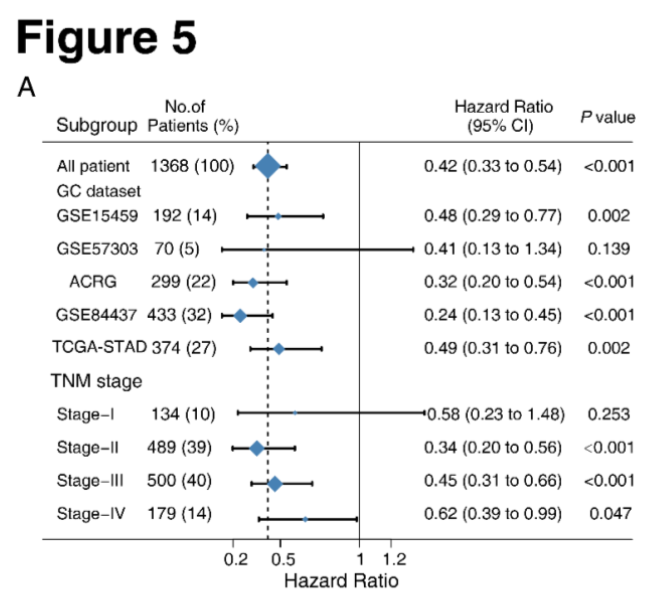 Figure 5
A
Subgroup No.of Patients (%) Hazard Ratio (95% CI) P value
All patient 1368 (100) 0.42 (0.33 to 0.54) <0.001
GC dataset
GSE15459 192 (14) 0.48 (0.29 to 0.77) 0.002
GSE57303 70 (5) 0.41 (0.13 to 1.34) 0.139
ACRG 299 (22) 0.32 (0.20 to 0.54) <0.001
GSE84437 433 (32) 0.24 (0.13 to 0.45) <0.001
TCGA-STAD 374 (27) 0.49 (0.31 to 0.76) 0.002
TNM stage
Stage−I 134 (10) 0.58 (0.23 to 1.48) 0.253
Stage−II 489 (39) 0.34 (0.20 to 0.56) <0.001
Stage−III 500 (40) 0.45 (0.31 to 0.66) <0.001
Stage−IV 179 (14) 0.62 (0.39 to 0.99) 0.047
0.2 0.5 1 1.2
Hazard Ratio